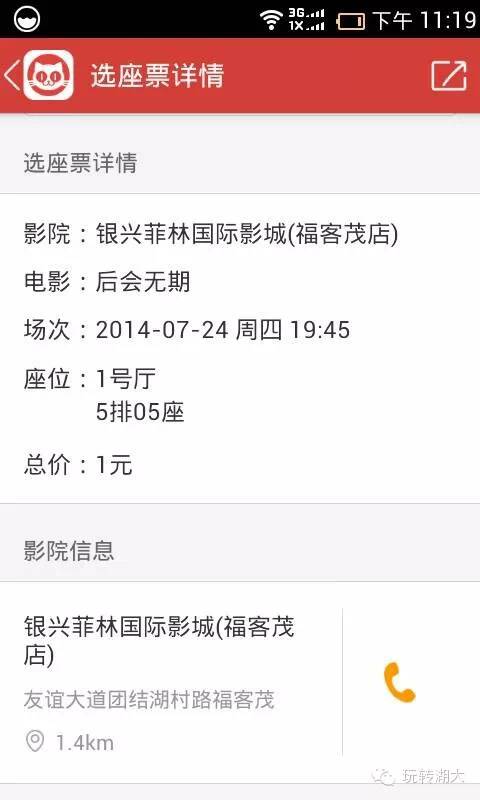 3G
1X
下午 11:19
选座票详情
选座票详情
影院：银兴菲林国际影城(福客茂店)
电影：后会无期
场次：2014-07-24 周四 19:45
座位：1号厅
5排05座
总价：1元
影院信息
银兴菲林国际影城(福客茂
店)
友谊大道团结湖村路福客茂
1.4km
玩转湖大